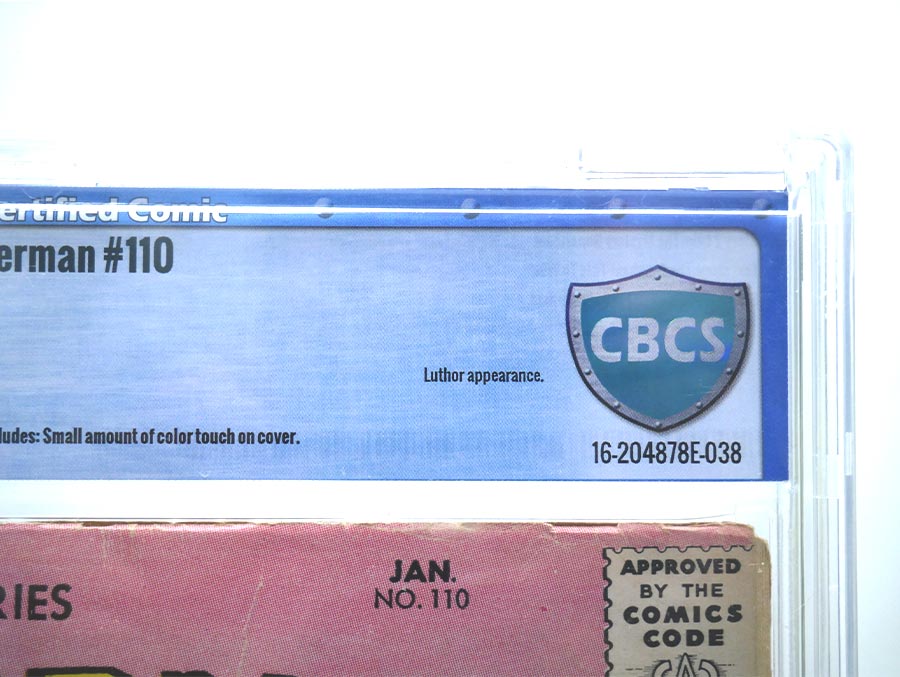 ertified Comic
erman #110
CBCS
Luthor appearance.
ludes: Small amount of color touch on cover.
16-204878E-038
RIES
JAN.
NO. 110
APPROVED
BY THE
COMICS
CODE